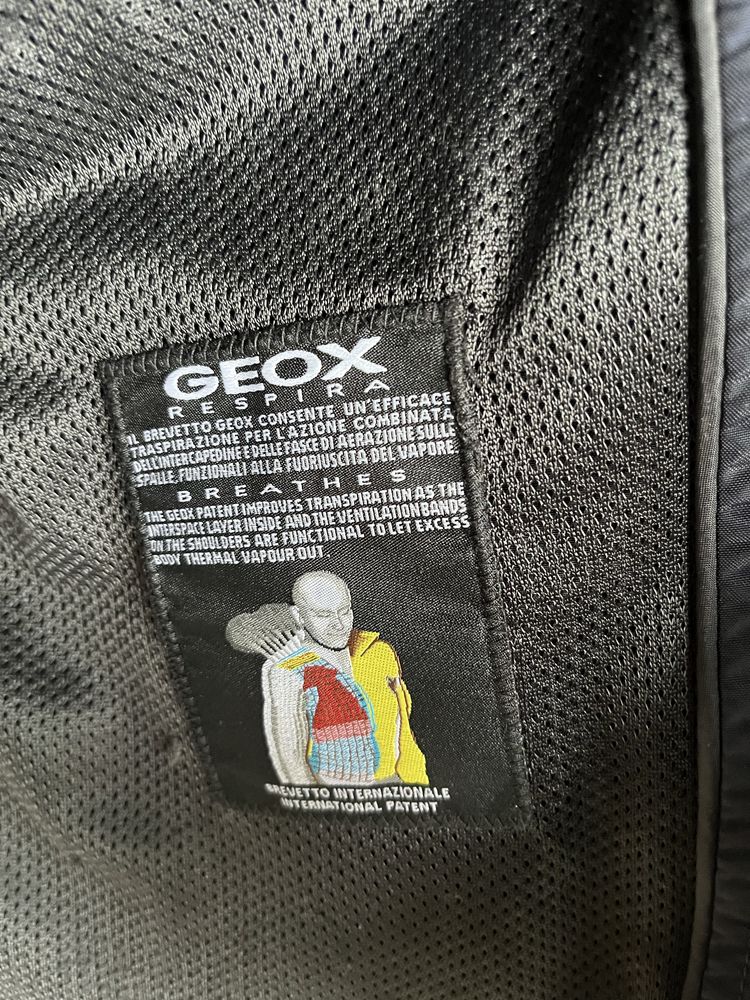 GEOX
RESPIRA
IL BREVETTO GEOX CONSENTE UN'EFFICACE
TRASPIRAZIONE PER L'AZIONE COMBINATA
DELL'INTERCAPEDINE E DELLE FASCE DI AERAZIONE SULLE
SPALLE, FUNZIONALI ALLA FUORIUSCITA DEL VAPORE.
BREATHES
THE GEOX PATENT IMPROVES TRANSPIRATION AS THE
INTERSPACE LAYER INSIDE AND THE VENTILATION BANDS
ON THE SHOULDERS ARE FUNCTIONAL TO LET EXCESS
BODY THERMAL VAPOUR OUT.
BREVETTO INTERNAZIONALE
INTERNATIONAL PATENT